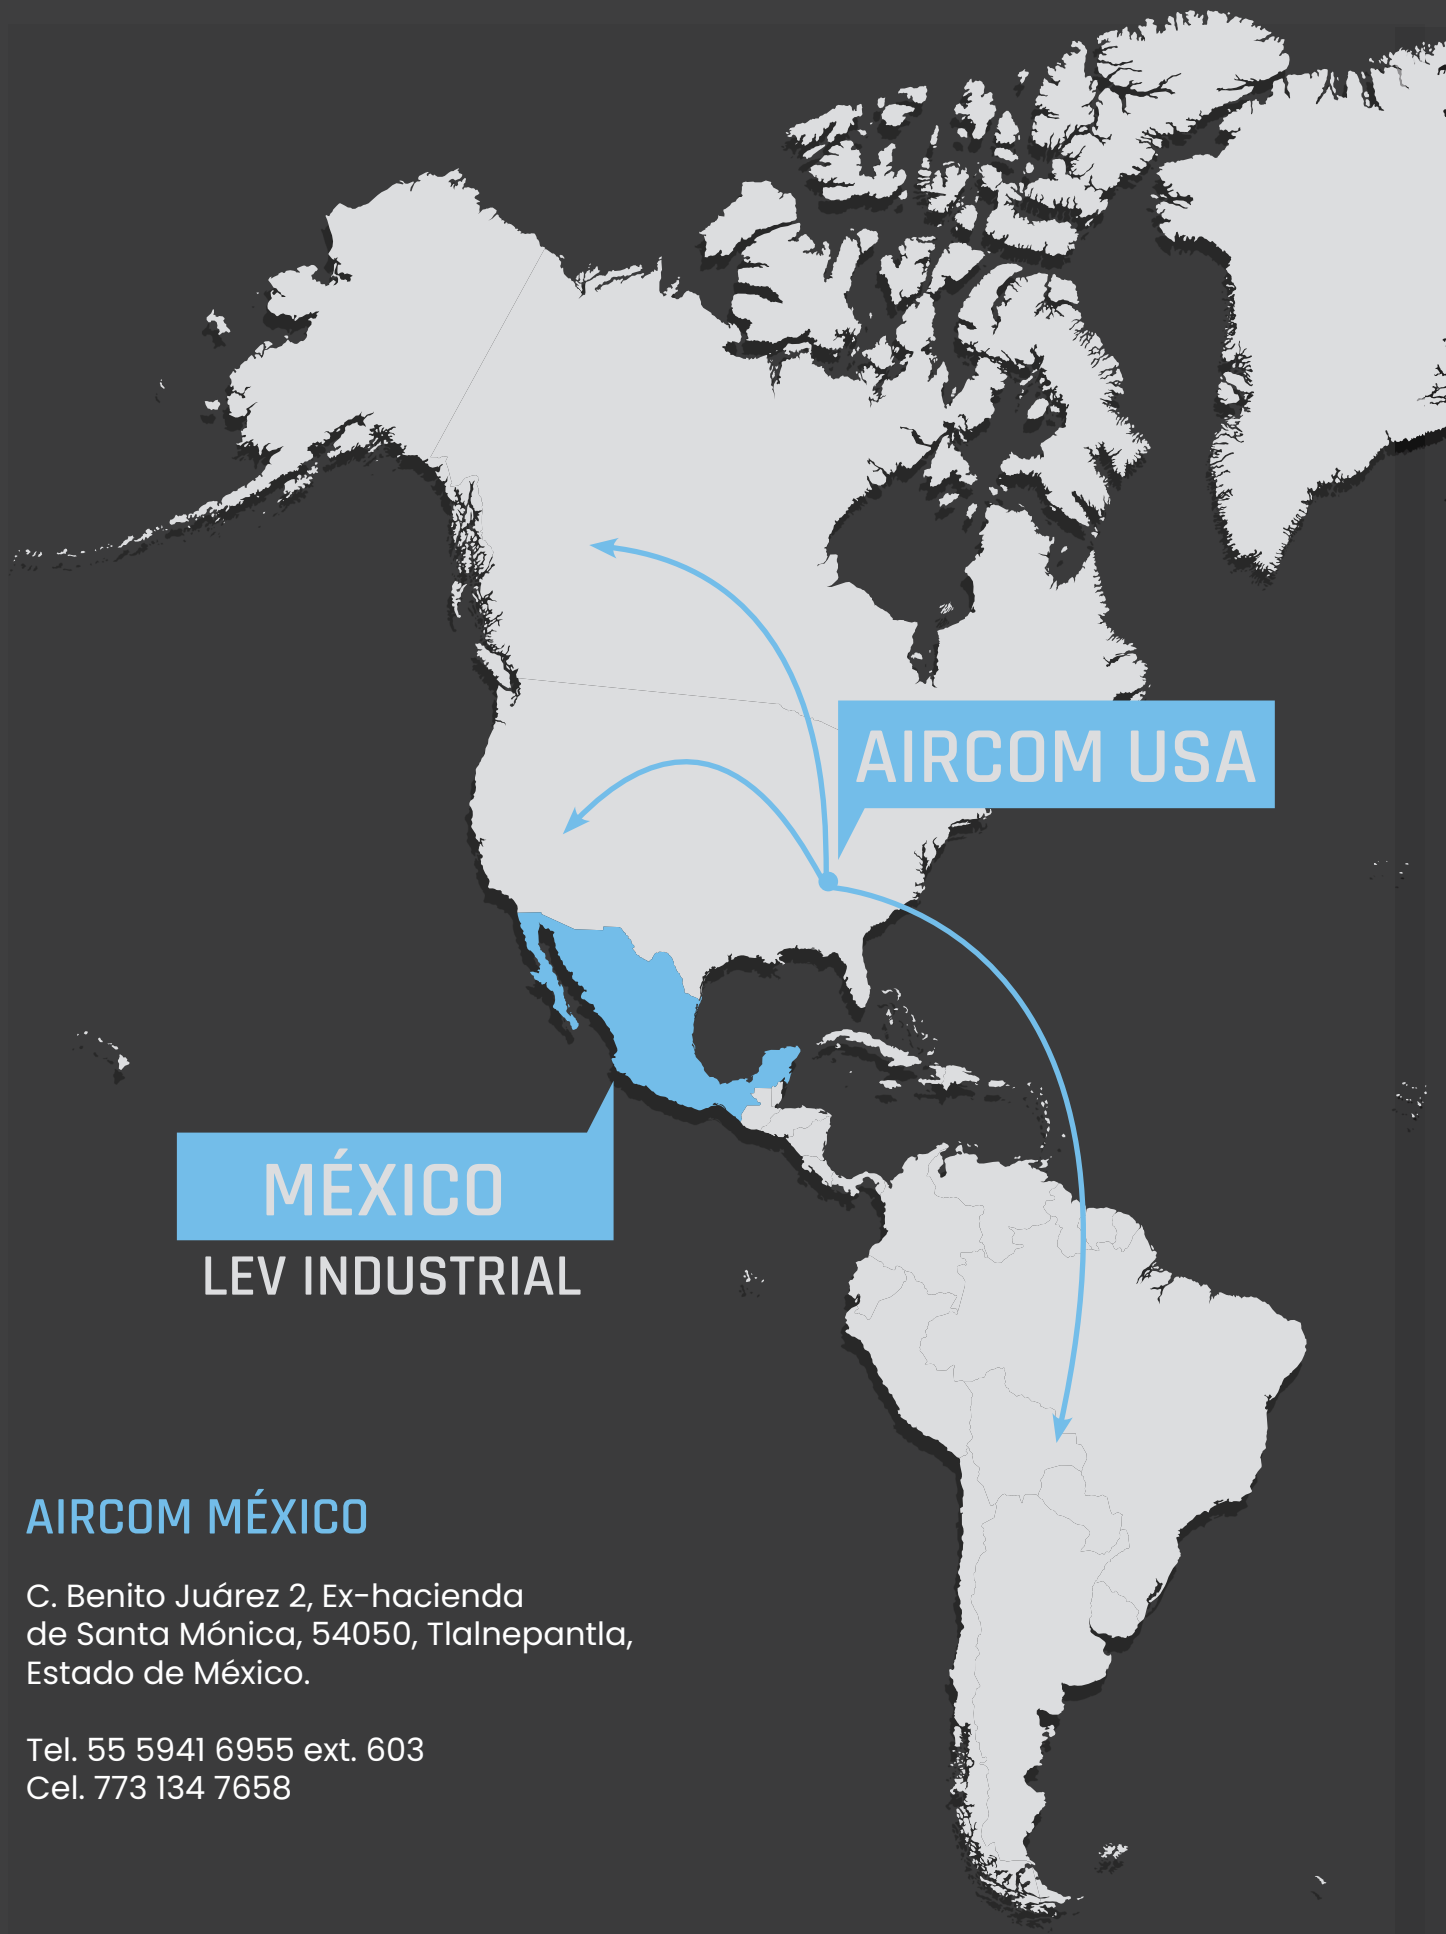 AIRCOM USA
MÉXICO
LEV INDUSTRIAL
AIRCOM MÉXICO
C. Benito Juárez 2, Ex-hacienda
de Santa Mónica, 54050, Tlalnepantla,
Estado de México.
Tel. 55 5941 6955 ext. 603
Cel. 773 134 7658